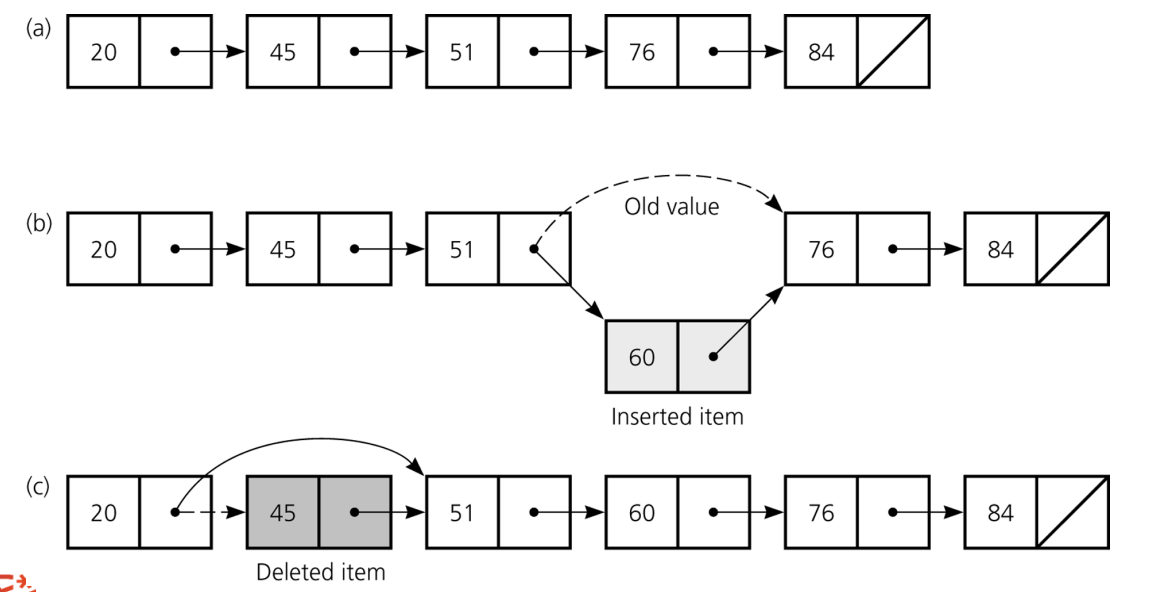 (a) 20 45 51 76 84
Old value
(b) 20 45 51 76 84
60
Inserted item
(c) 20 45 51 60 76 84
Deleted item